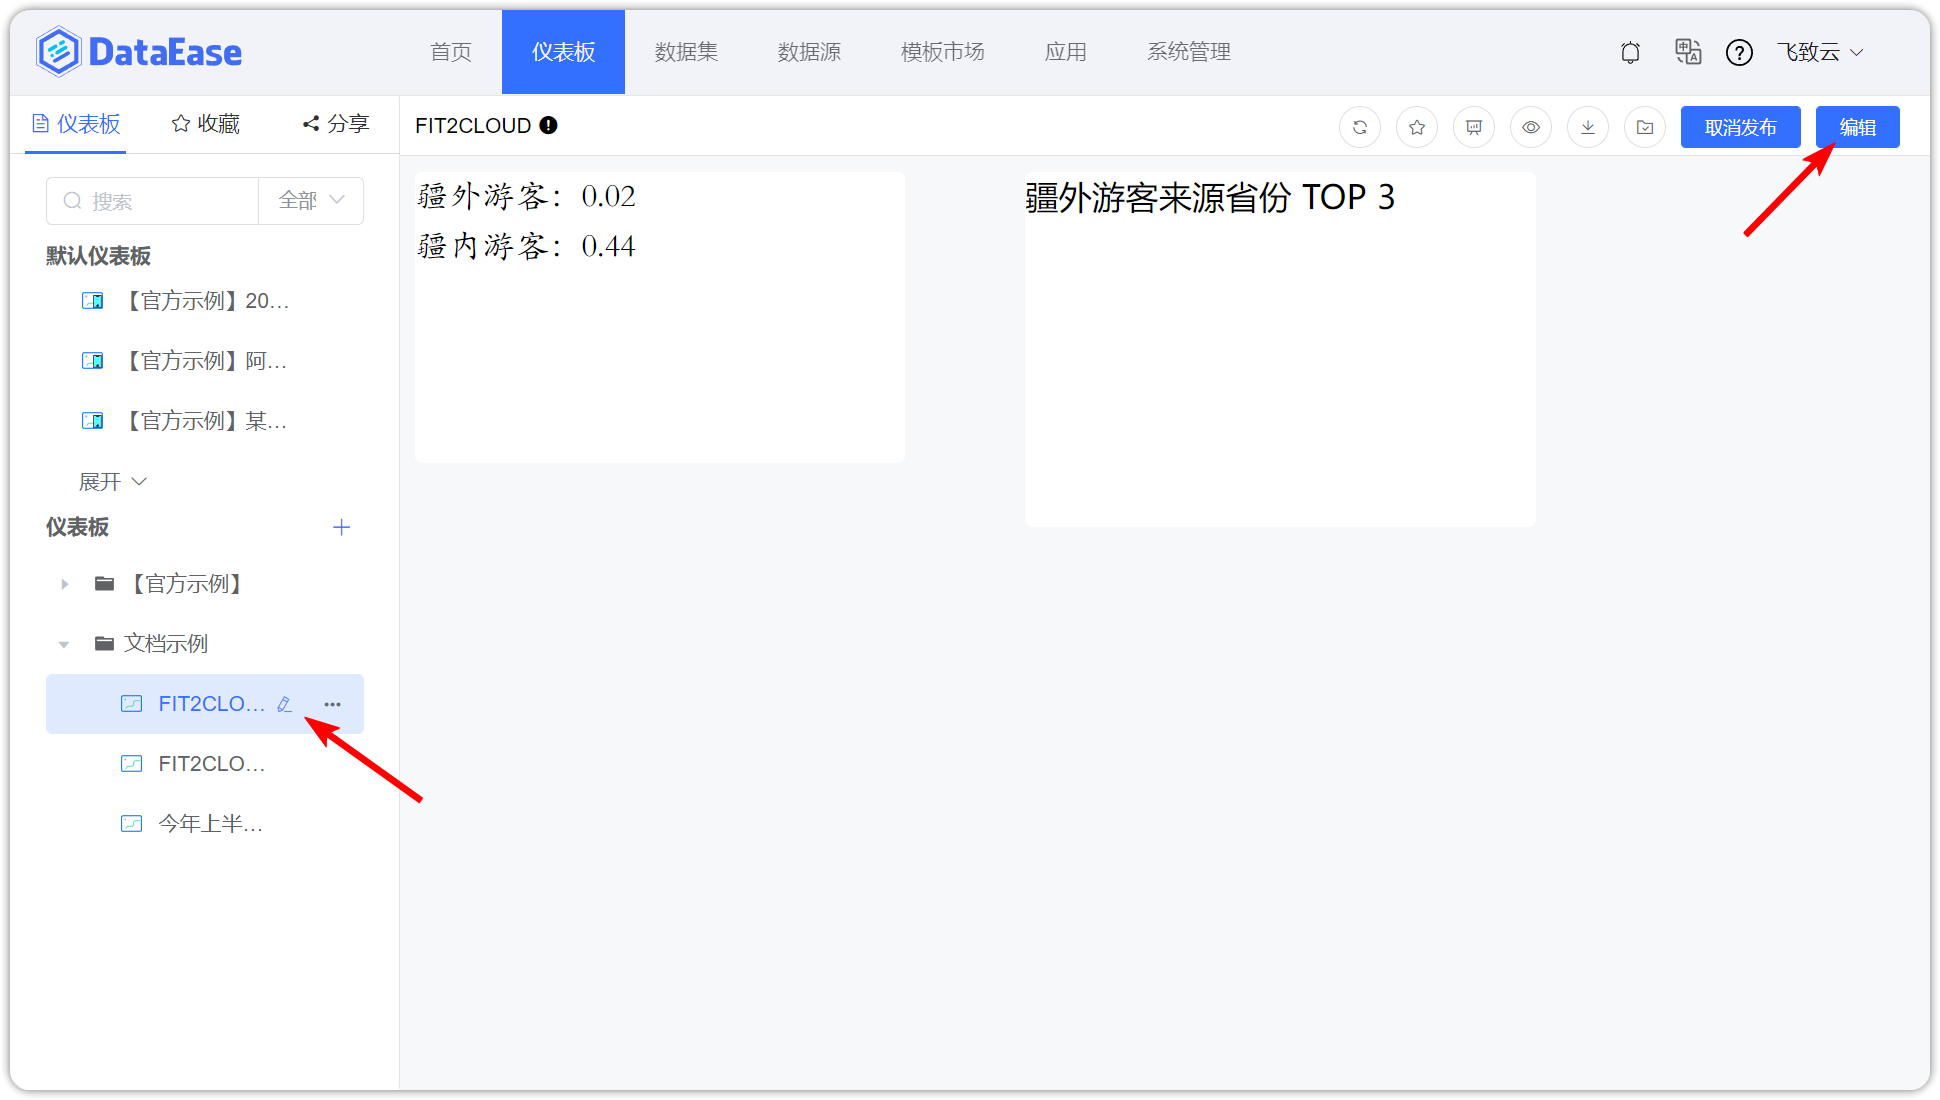 DataEase
首页 仪表板 数据集 数据源 模板市场 应用 系统管理 飞致云
仪表板 收藏 分享
FIT2CLOUD
取消发布 编辑
搜索 全部
默认仪表板
【官方示例】20...
【官方示例】阿...
【官方示例】某...
展开
仪表板
【官方示例】
文档示例
FIT2CLO...
FIT2CLO...
今年上半...
疆外游客：0.02
疆内游客：0.44
疆外游客来源省份 TOP 3